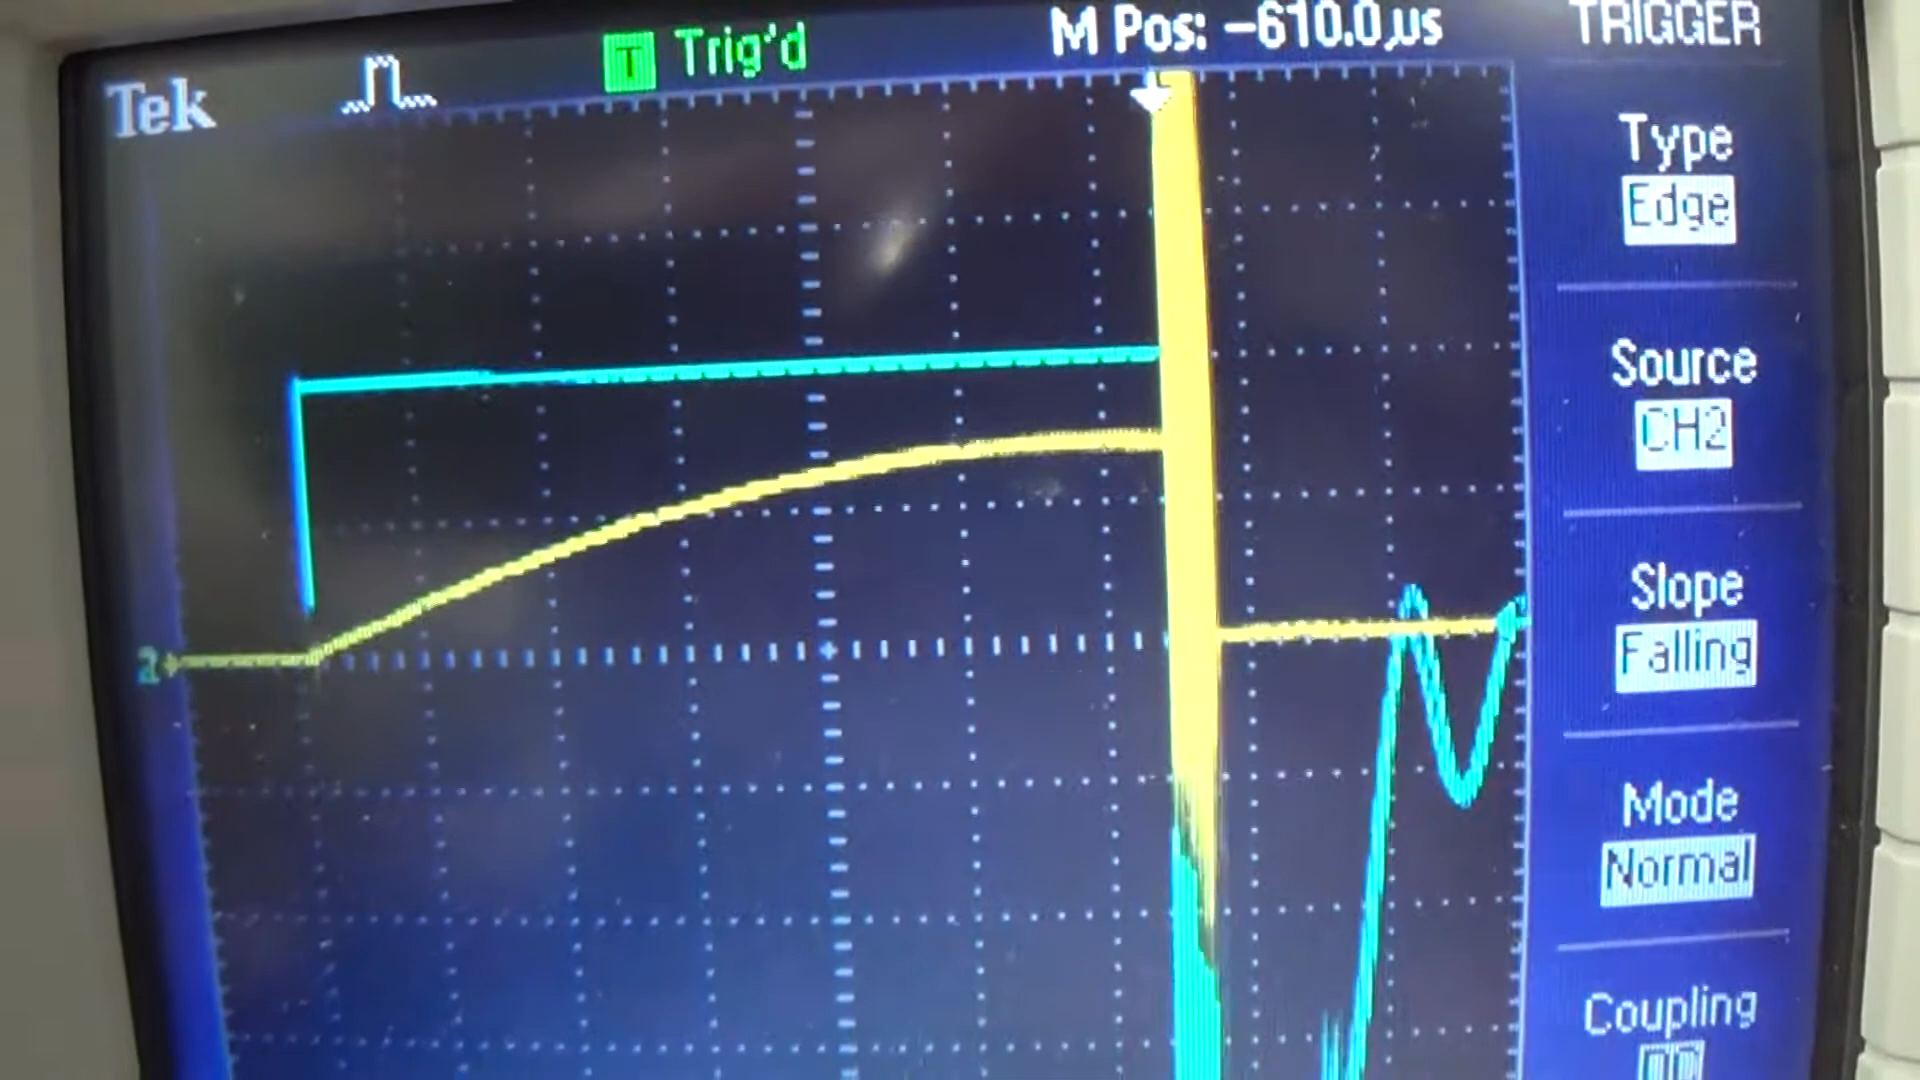 Tek
T Trig'd
M Pos: -610.0µs
TRIGGER
Type
Edge
Source
CH2
Slope
Falling
2
Mode
Normal
Coupling